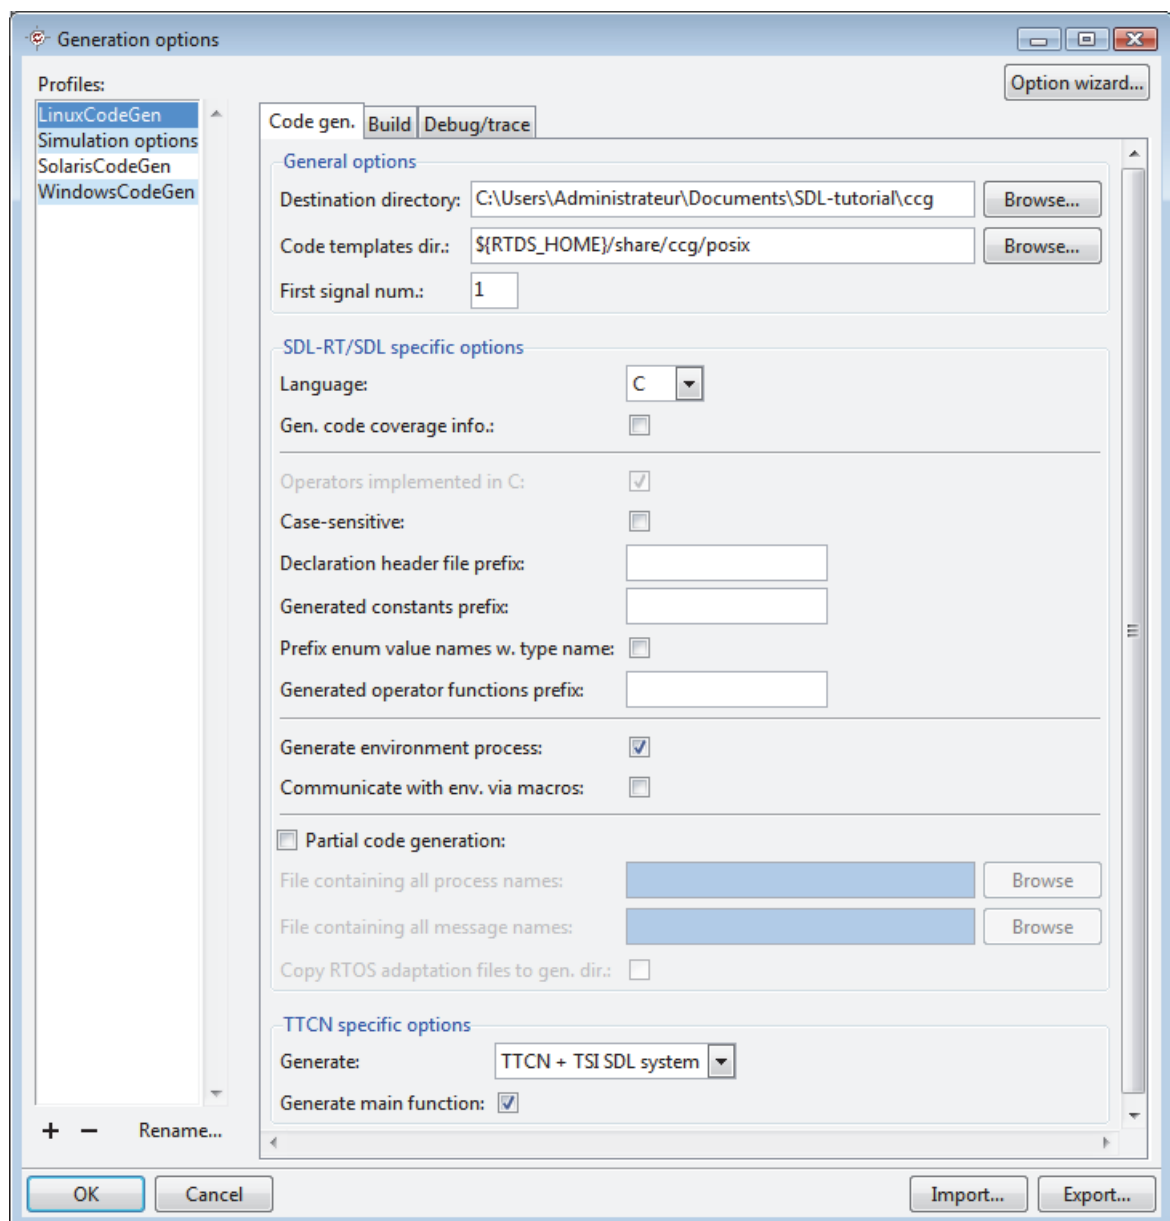 Generation options
Profiles:
Option wizard...
LinuxCodeGen
Simulation options
SolarisCodeGen
WindowsCodeGen
Code gen. Build Debug/trace
General options
Destination directory: C:\Users\Administrateur\Documents\SDL-tutorial\ccg Browse...
Code templates dir.: ${RTDS_HOME}/share/ccg/posix Browse...
First signal num.: 1
SDL-RT/SDL specific options
Language: C
Gen. code coverage info.:
Operators implemented in C:
Case-sensitive:
Declaration header file prefix:
Generated constants prefix:
Prefix enum value names w. type name:
Generated operator functions prefix:
Generate environment process:
Communicate with env. via macros:
Partial code generation:
File containing all process names: Browse
File containing all message names: Browse
Copy RTOS adaptation files to gen. dir.:
TTCN specific options
Generate: TTCN + TSI SDL system
Generate main function:
+ − Rename...
OK Cancel Import... Export...